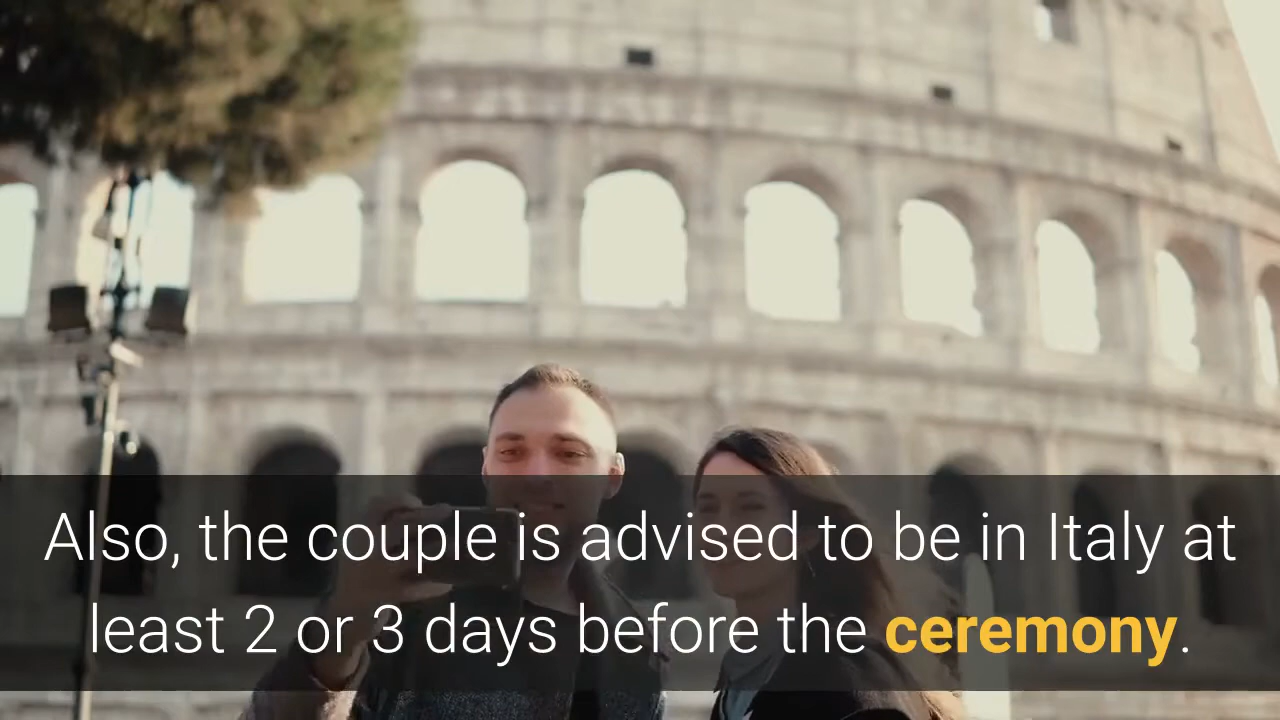 Also, the couple is advised to be in Italy at
least 2 or 3 days before the ceremony.